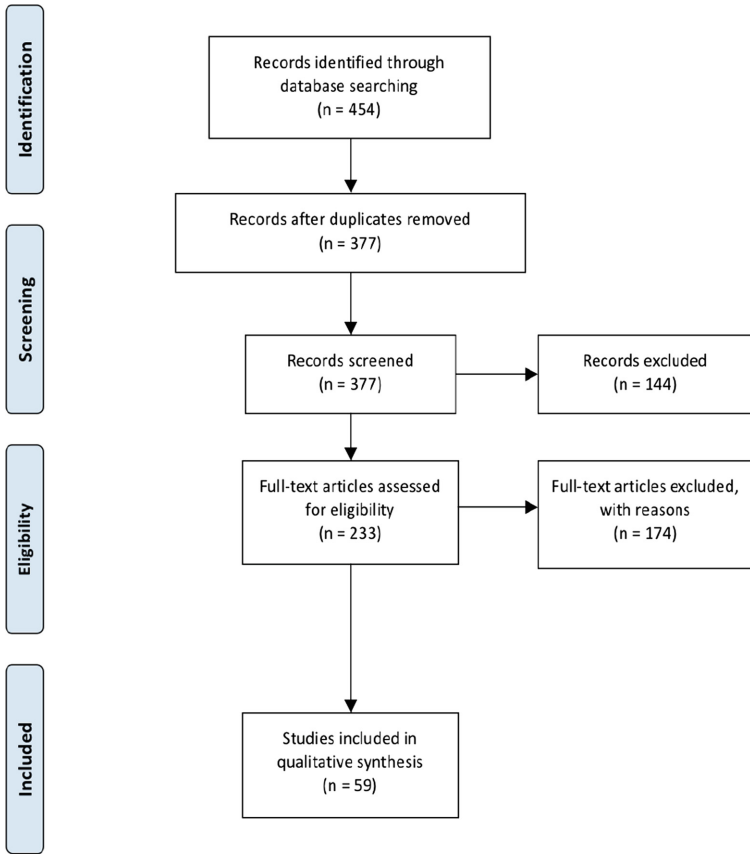 Identification
Records identified through
database searching
(n = 454)
Records after duplicates removed
(n = 377)
Screening
Records screened
(n = 377)
Records excluded
(n = 144)
Eligibility
Full-text articles assessed
for eligibility
(n = 233)
Full-text articles excluded,
with reasons
(n = 174)
Included
Studies included in
qualitative synthesis
(n = 59)